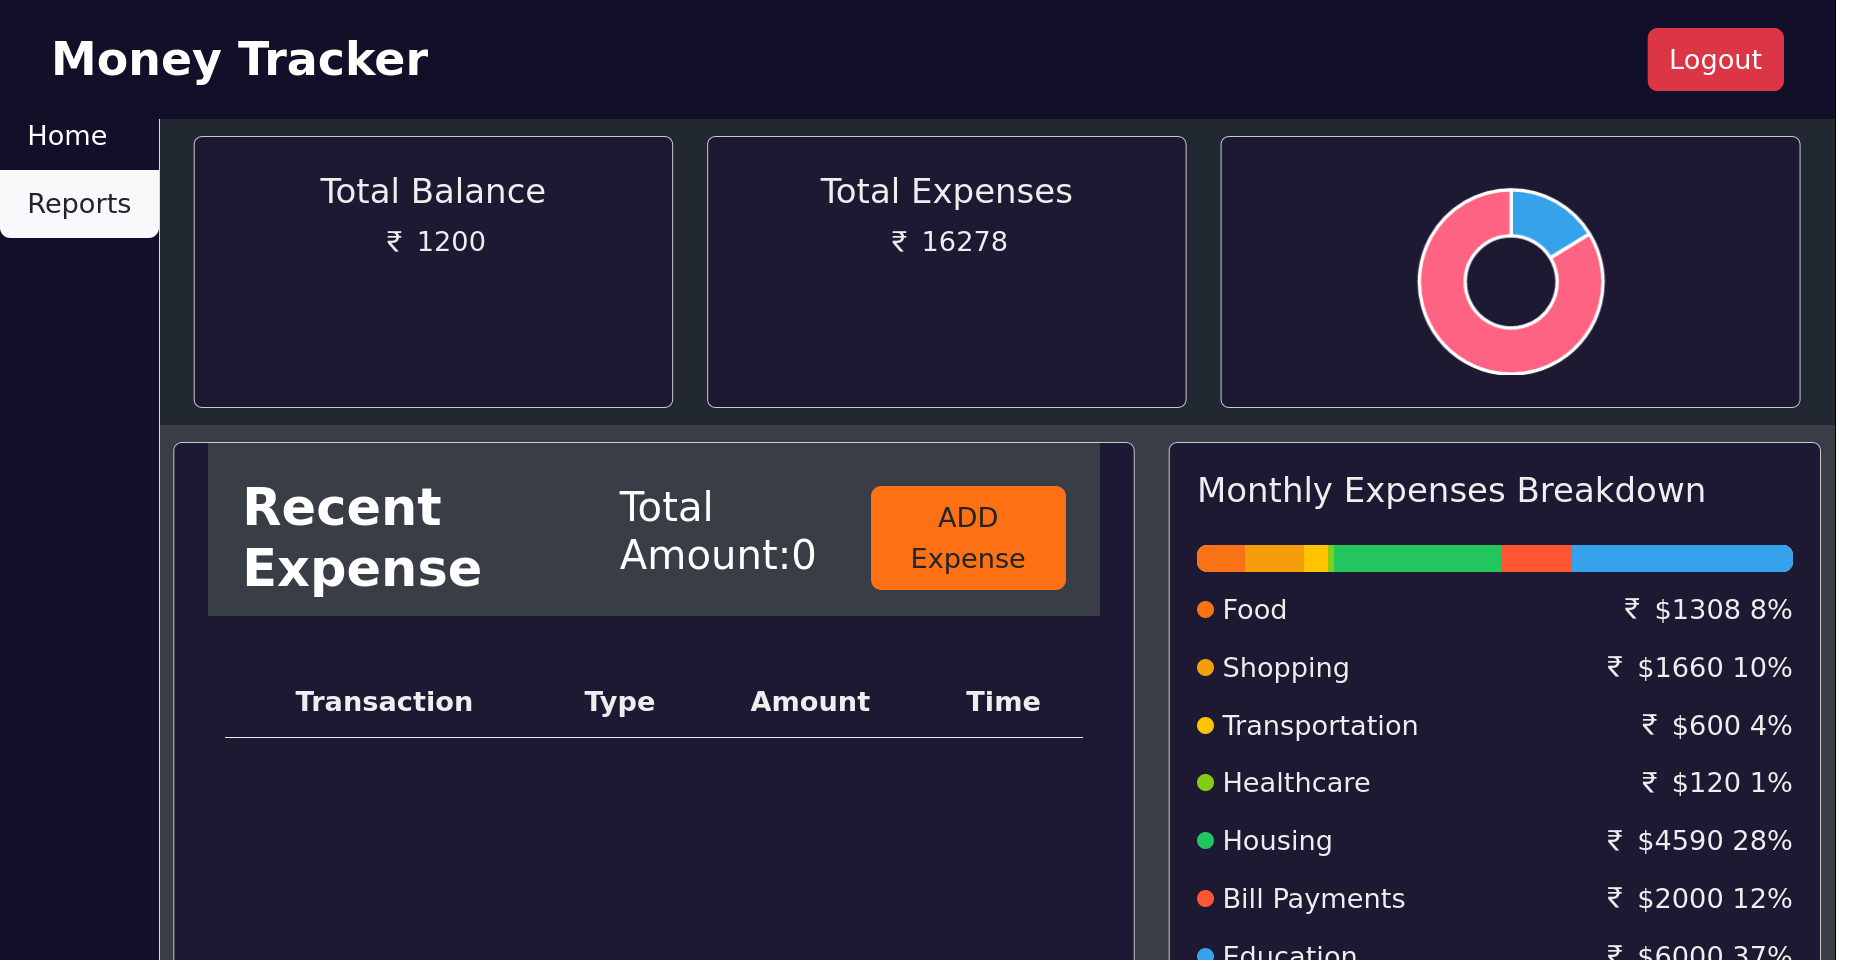 Money Tracker
Logout
Home
Reports
Total Balance
₹ 1200
Total Expenses
₹ 16278
Recent
Expense
Total
Amount:0
ADD
Expense
Transaction Type Amount Time
Monthly Expenses Breakdown
Food ₹ $1308 8%
Shopping ₹ $1660 10%
Transportation ₹ $600 4%
Healthcare ₹ $120 1%
Housing ₹ $4590 28%
Bill Payments ₹ $2000 12%
Education ₹ $6000 37%